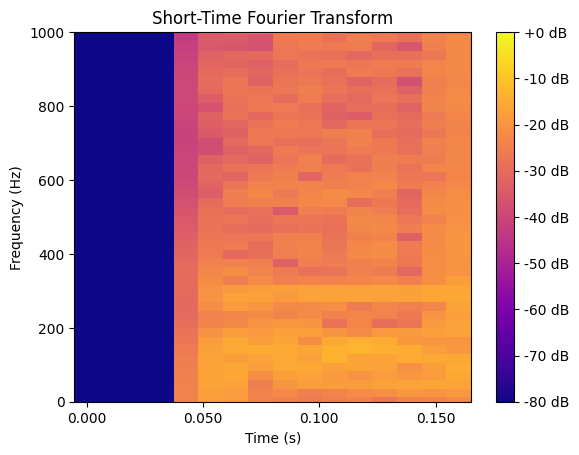 Short-Time Fourier Transform
1000
800
600
400
200
0
Frequency (Hz)
0.000
0.050
0.100
0.150
Time (s)
+0 dB
-10 dB
-20 dB
-30 dB
-40 dB
-50 dB
-60 dB
-70 dB
-80 dB